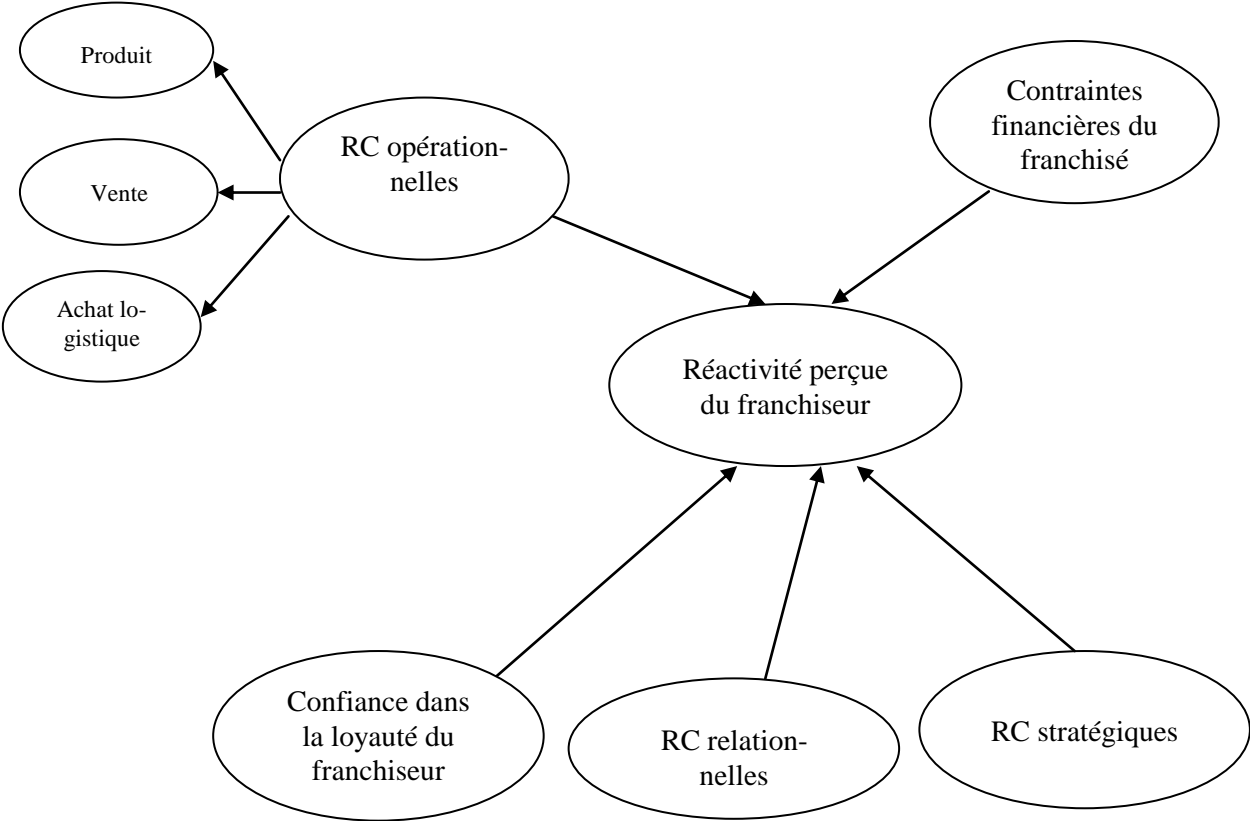 Produit
Vente
Achat lo-
gistique
RC opération-
nelles
Contraintes
financières du
franchisé
Réactivité perçue
du franchiseur
Confiance dans
la loyauté du
franchiseur
RC relation-
nelles
RC stratégiques